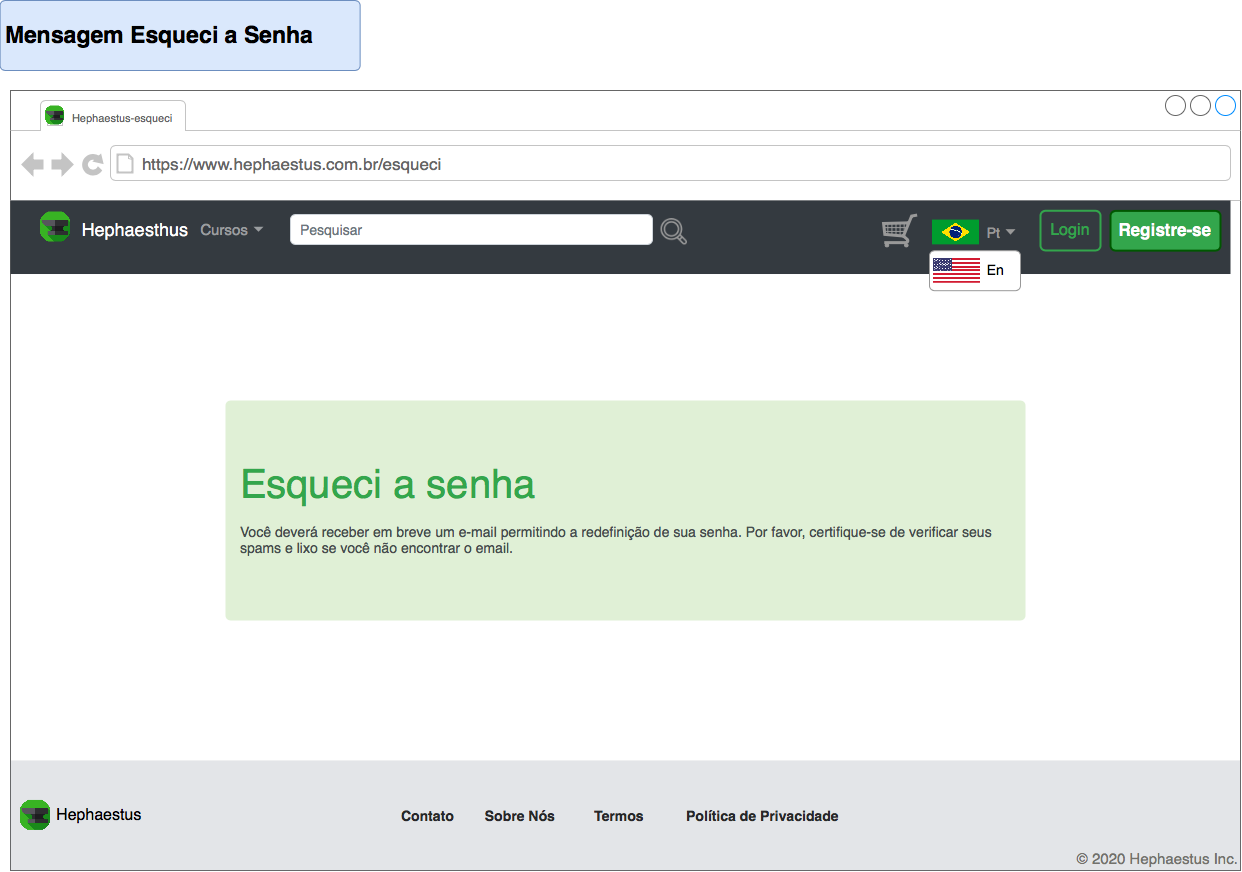 Mensagem Esqueci a Senha
Hephaestus-esqueci
https://www.hephaestus.com.br/esqueci
Hephaesthus Cursos Pesquisar Pt Login Registre-se
En
Esqueci a senha
Você deverá receber em breve um e-mail permitindo a redefinição de sua senha. Por favor, certifique-se de verificar seus
spams e lixo se você não encontrar o email.
Hephaestus Contato Sobre Nós Termos Política de Privacidade
© 2020 Hephaestus Inc.